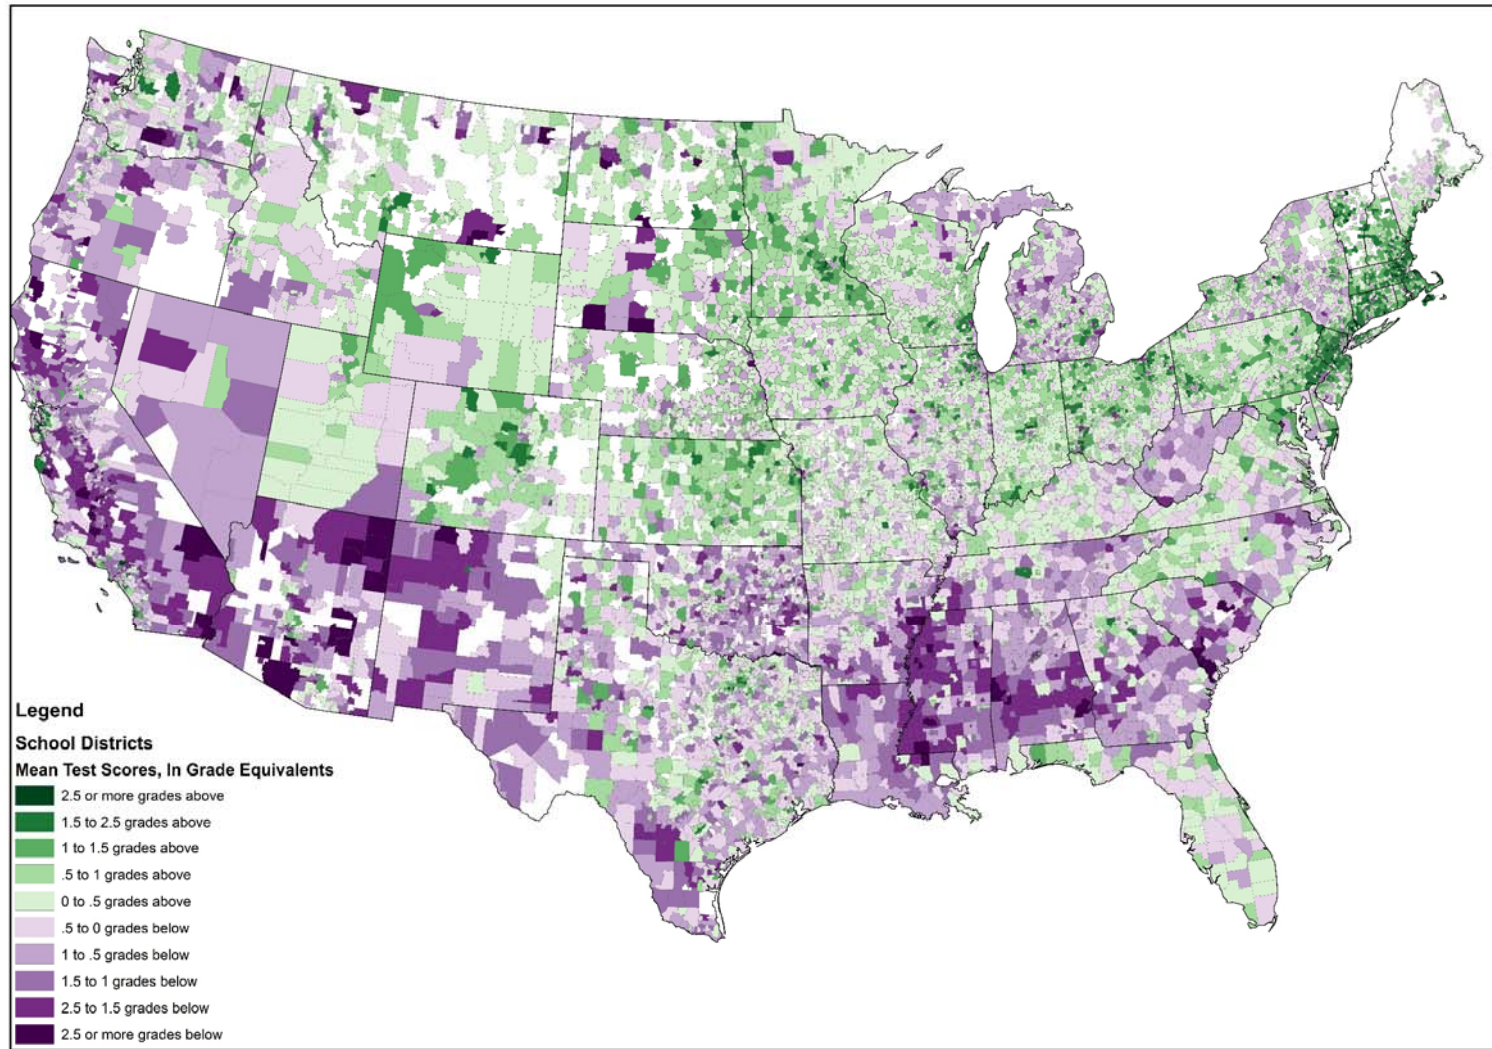 Legend
School Districts
Mean Test Scores, In Grade Equivalents
2.5 or more grades above
1.5 to 2.5 grades above
1 to 1.5 grades above
.5 to 1 grades above
0 to .5 grades above
.5 to 0 grades below
1 to .5 grades below
1.5 to 1 grades below
2.5 to 1.5 grades below
2.5 or more grades below